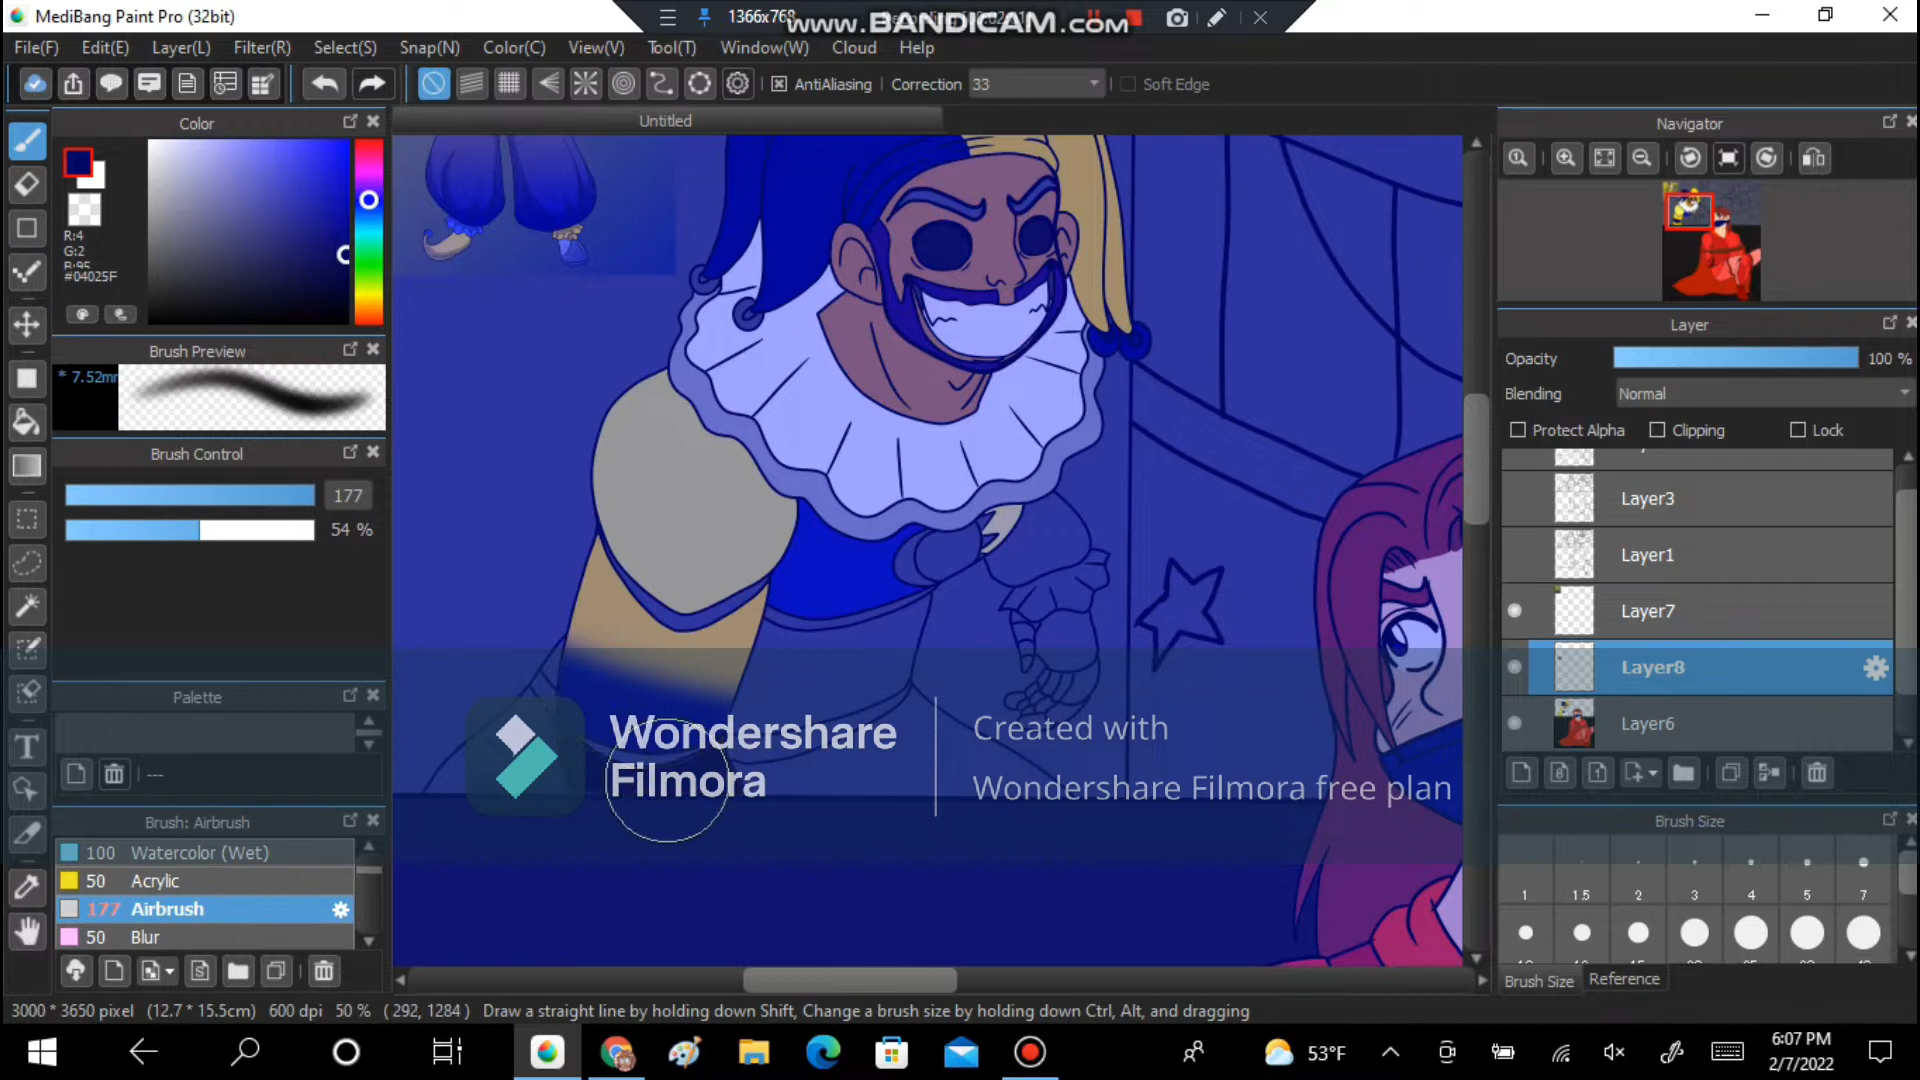 MediBang Paint Pro (32bit)
1366x768
www.BANDICAM.com
File(F) Edit(E) Layer(L) Filter(R) Select(S) Snap(N) Color(C) View(V) Tool(T) Window(W) Cloud Help
AntiAliasing Correction 33 Soft Edge
Color
Untitled
Navigator
R:4
G:2
B:95
#04025F
Brush Preview
* 7.52mm
Layer
Opacity 100 %
Blending Normal
Protect Alpha Clipping Lock
Brush Control
177
54 %
Layer3
Layer1
Layer7
Layer8
Layer6
Palette
---
Wondershare
Filmora
Created with
Wondershare Filmora free plan
Brush: Airbrush
100 Watercolor (Wet)
50 Acrylic
177 Airbrush
50 Blur
Brush Size
1 1.5 2 3 4 5 7
Brush Size Reference
3000 * 3650 pixel (12.7 * 15.5cm) 600 dpi 50 % ( 292, 1284 ) Draw a straight line by holding down Shift, Change a brush size by holding down Ctrl, Alt, and dragging
53°F
6:07 PM
2/7/2022